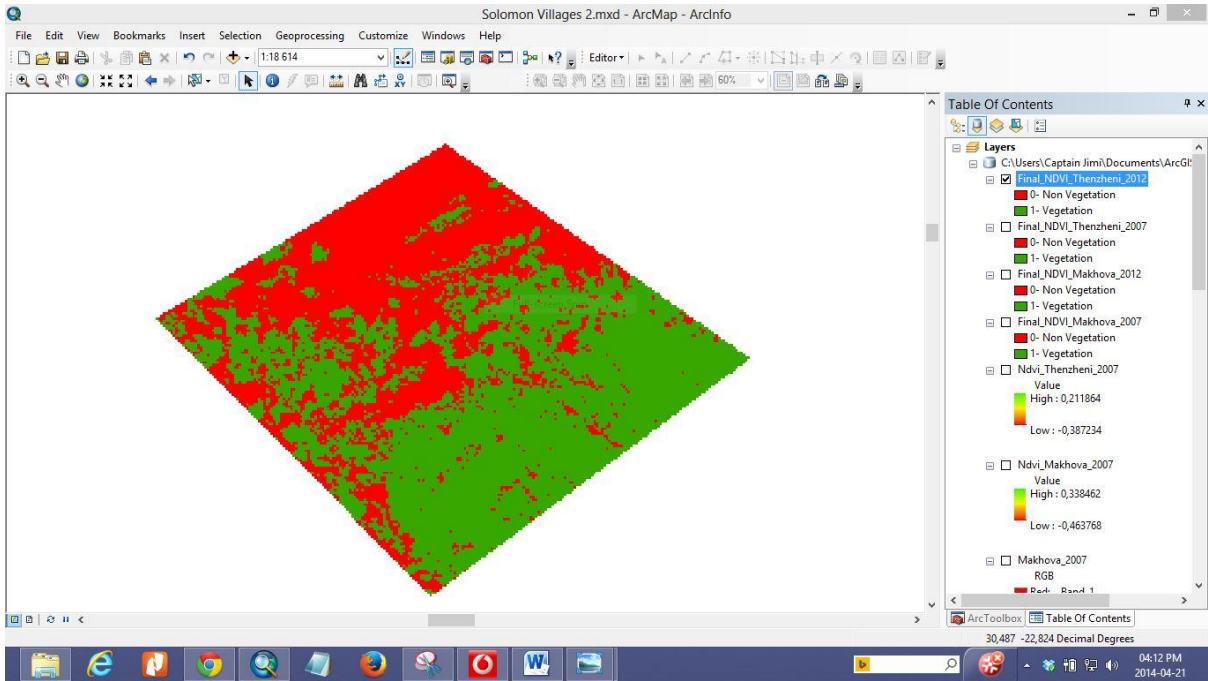 Solomon Villages 2.mxd - ArcMap - ArcInfo
File Edit View Bookmarks Insert Selection Geoprocessing Customize Windows Help
1:18 614
Editor
60%
Table Of Contents
Layers
C:\Users\Captain Jimi\Documents\ArcGI
Final_NDVI_Thenzheni_2012
0- Non Vegetation
1- Vegetation
Final_NDVI_Thenzheni_2007
0- Non Vegetation
1- Vegetation
Final_NDVI_Makhova_2012
0- Non Vegetation
1- Vegetation
Final_NDVI_Makhova_2007
0- Non Vegetation
1- Vegetation
Ndvi_Thenzheni_2007
Value
High : 0,211864
Low : -0,387234
Ndvi_Makhova_2007
Value
High : 0,338462
Low : -0,463768
Makhova_2007
RGB
Red: Band_1
ArcToolbox Table Of Contents
30,487 -22,824 Decimal Degrees
04:12 PM
2014-04-21